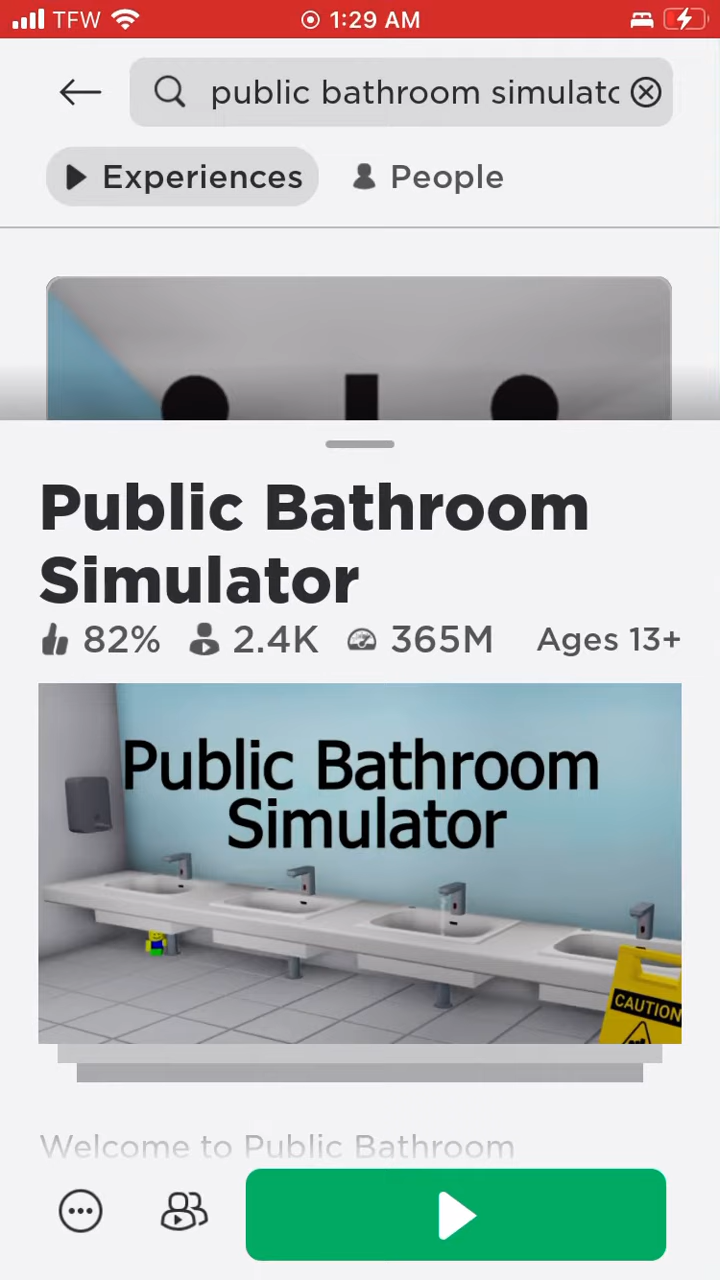 TFW 1:29 AM
public bathroom simulatc
Experiences People
Public Bathroom
Simulator
82% 2.4K 365M Ages 13+
Public Bathroom
Simulator
CAUTION
Welcome to Public Bathroom